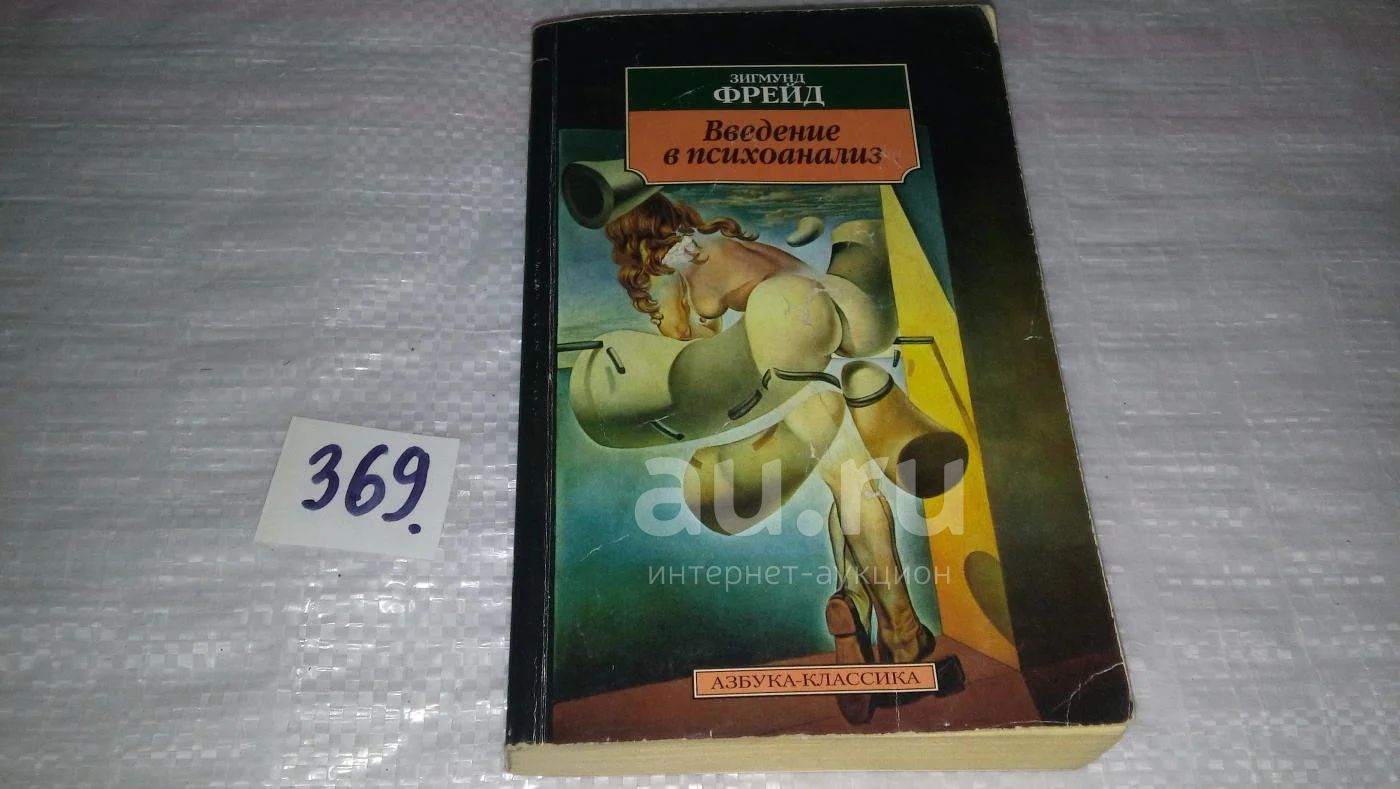 ЗИГМУНД
ФРЕЙД
Введение
в психоанализ
369.
au.ru
интернет-аукцион
АЗБУКА-КЛАССИКА